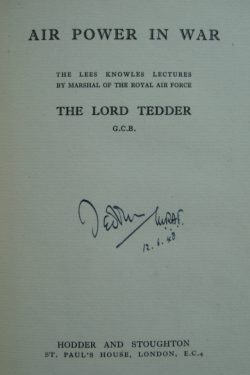 AIR POWER IN WAR
THE LEES KNOWLES LECTURES
BY MARSHAL OF THE ROYAL AIR FORCE
THE LORD TEDDER
G.C.B.
Tedder
HODDER AND STOUGHTON
ST. PAUL'S HOUSE, LONDON, E.C.4